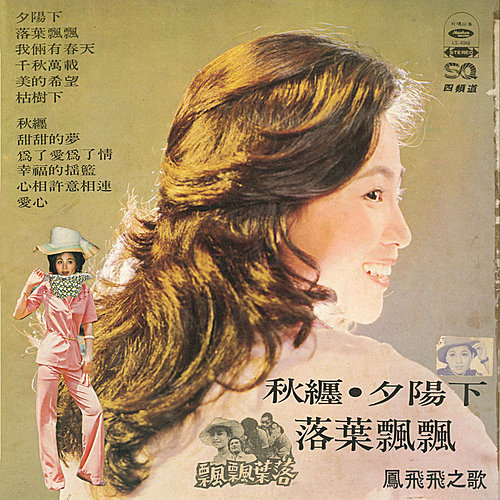 夕陽下
落葉飄飄
我倆有春天
千秋萬載
美的希望
枯樹下
秋纏
甜甜的夢
為了愛為了情
幸福的揺籃
心相許意相連
愛心
LS-4048
STEREO
SQ
四頻道
秋纏•夕陽下
落葉飄飄
飄飄葉落
鳳飛飛之歌